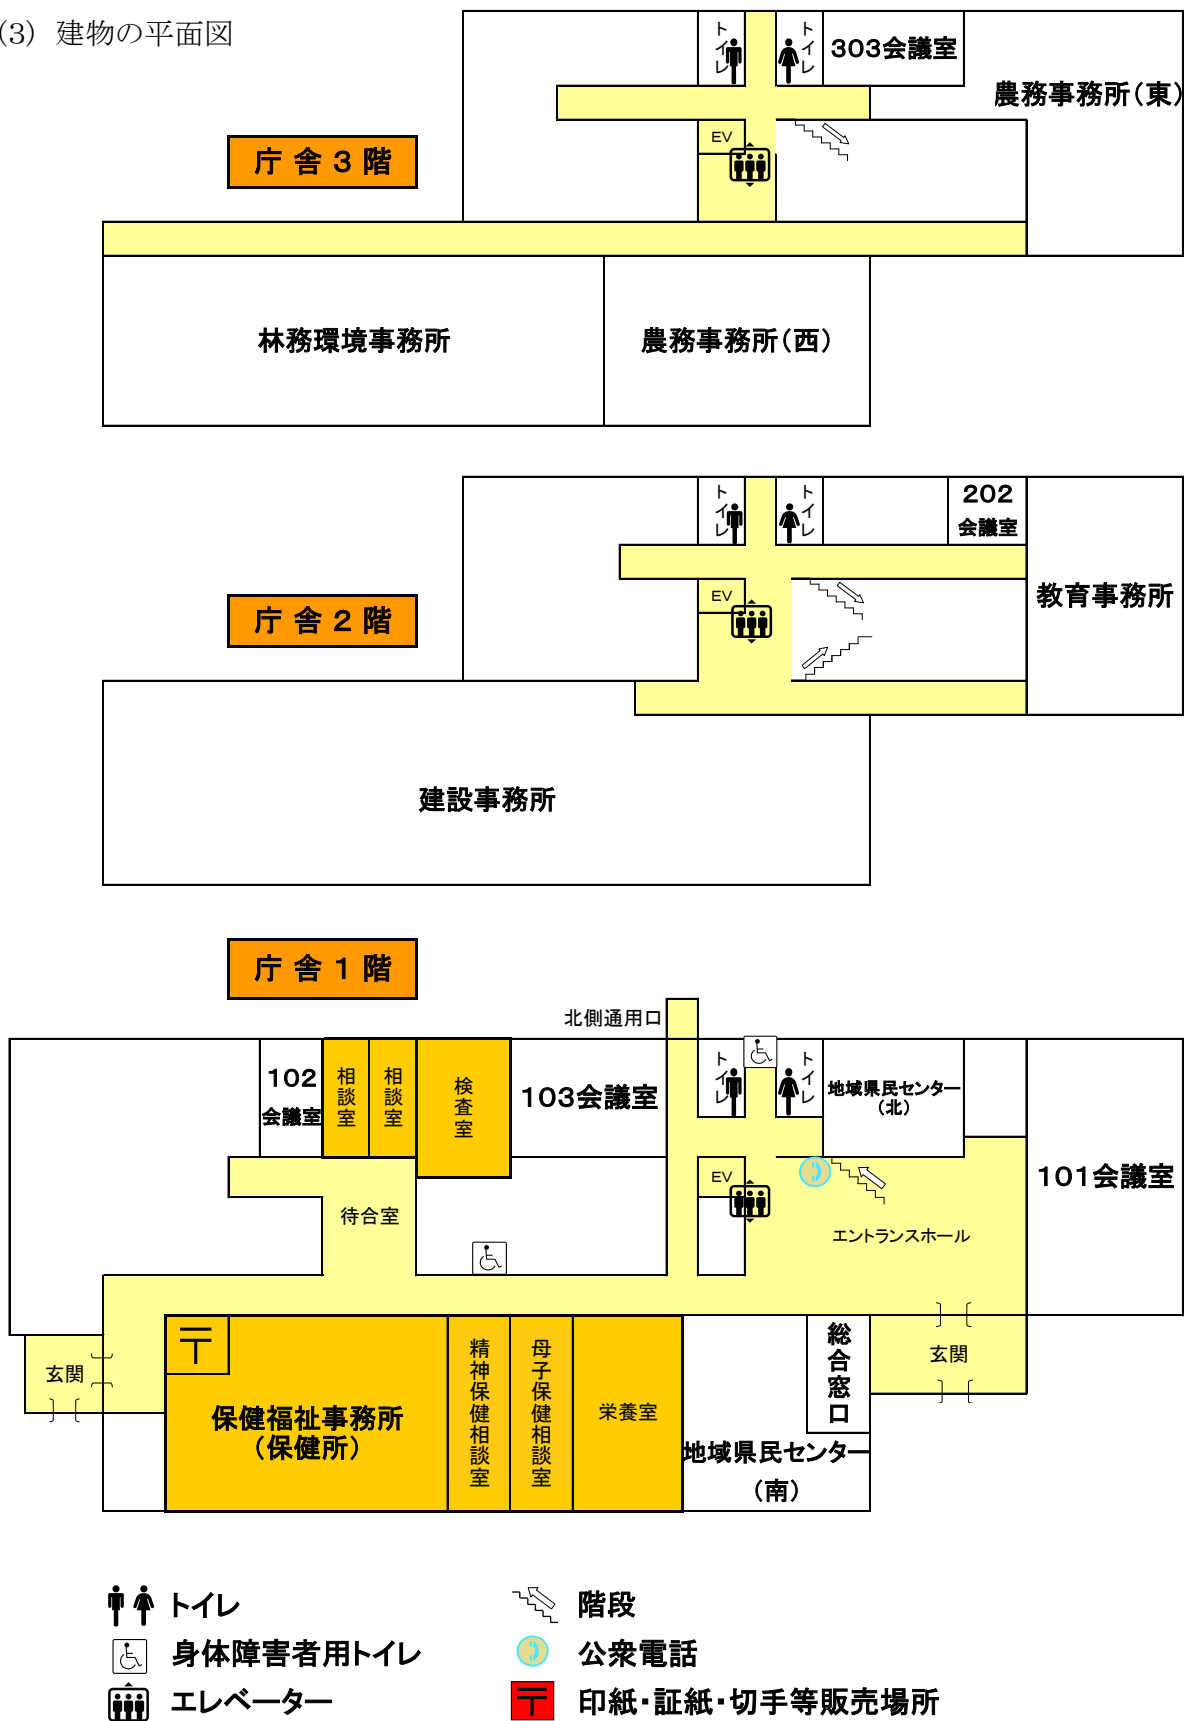 (3) 建物の平面図
トイレ
トイレ
303会議室
農務事務所（東）
庁舎3階
EV
林務環境事務所
農務事務所（西）
トイレ
トイレ
202
会議室
庁舎2階
EV
教育事務所
建設事務所
庁舎1階
北側通用口
102
会議室
相談室
相談室
検査室
103会議室
トイレ
トイレ
地域県民センター
（北）
EV
101会議室
待合室
エントランスホール
玄関
〒
保健福祉事務所
（保健所）
精神保健相談室
母子保健相談室
栄養室
総合窓口
玄関
地域県民センター
（南）
トイレ
階段
身体障害者用トイレ
公衆電話
エレベーター
〒 印紙・証紙・切手等販売場所